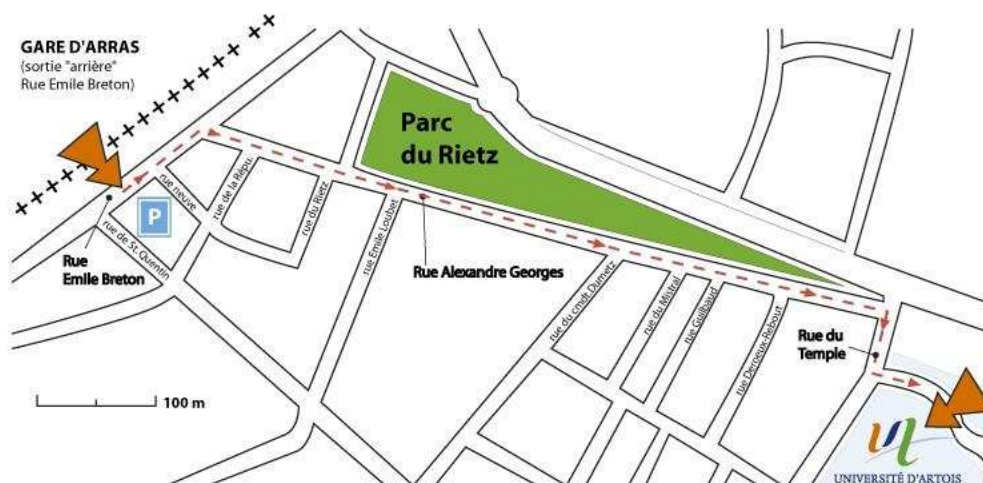 GARE D'ARRAS
(sortie "arrière"
Rue Emile Breton)
Parc
du Rietz
rue neuve
rue de la Répu.
P
rue du Rietz
rue de St. Quentin
Rue
Emile Breton
rue Emile Loubet
Rue Alexandre Georges
rue du cmdt. Dumetz
rue du Mistral
rue Guilbaud
rue Deroeux-Rebout
Rue du
Temple
100 m
UNIVERSITÉ D'ARTOIS